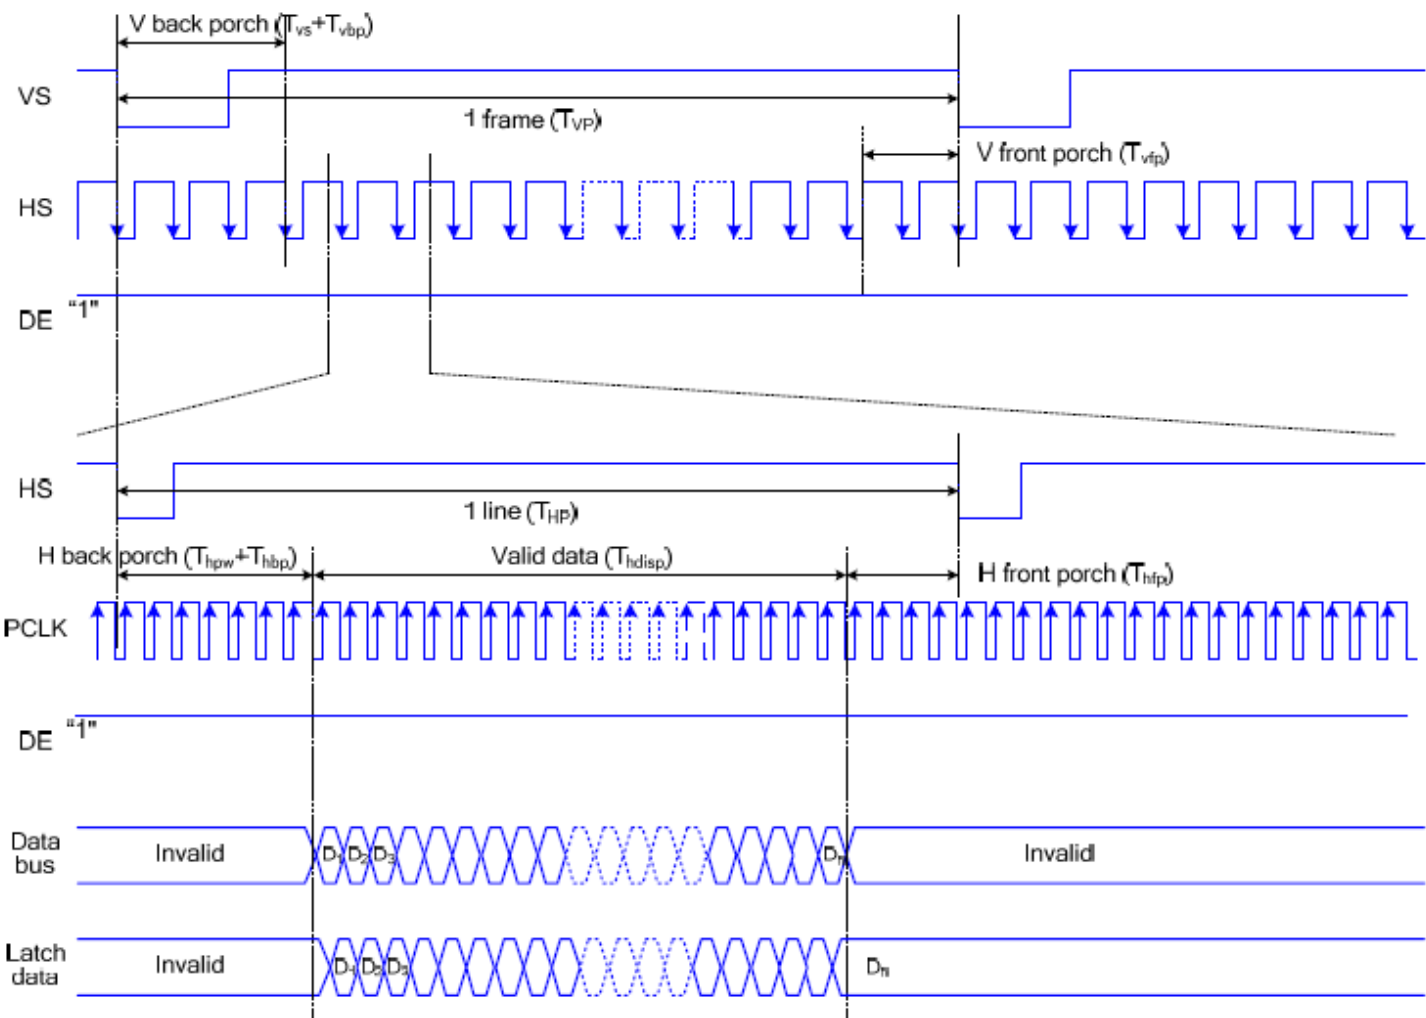 V back porch (Tvs+Tvbp)
VS
1 frame (TVP)
V front porch (Tvfp)
HS
DE "1"
HS
1 line (THP)
H back porch (Thpw+Thbp)
Valid data (Thdisp)
H front porch (Thfp)
PCLK
DE "1"
Data
bus
Invalid
D1 D2 D3
Dn
Invalid
Latch
data
Invalid
D1 D2 D3
Dn